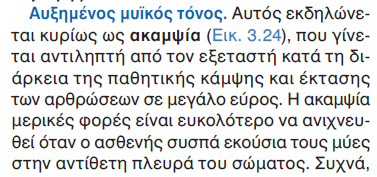 Αυξημένος μυϊκός τόνος. Αυτός εκδηλώνε-
ται κυρίως ως ακαμψία (Εικ. 3.24), που γίνε-
ται αντιληπτή από τον εξεταστή κατά τη δι-
άρκεια της παθητικής κάμψης και έκτασης
των αρθρώσεων σε μεγάλο εύρος. Η ακαμψία
μερικές φορές είναι ευκολότερο να ανιχνευ-
θεί όταν ο ασθενής συσπά εκούσια τους μύες
στην αντίθετη πλευρά του σώματος. Συχνά,